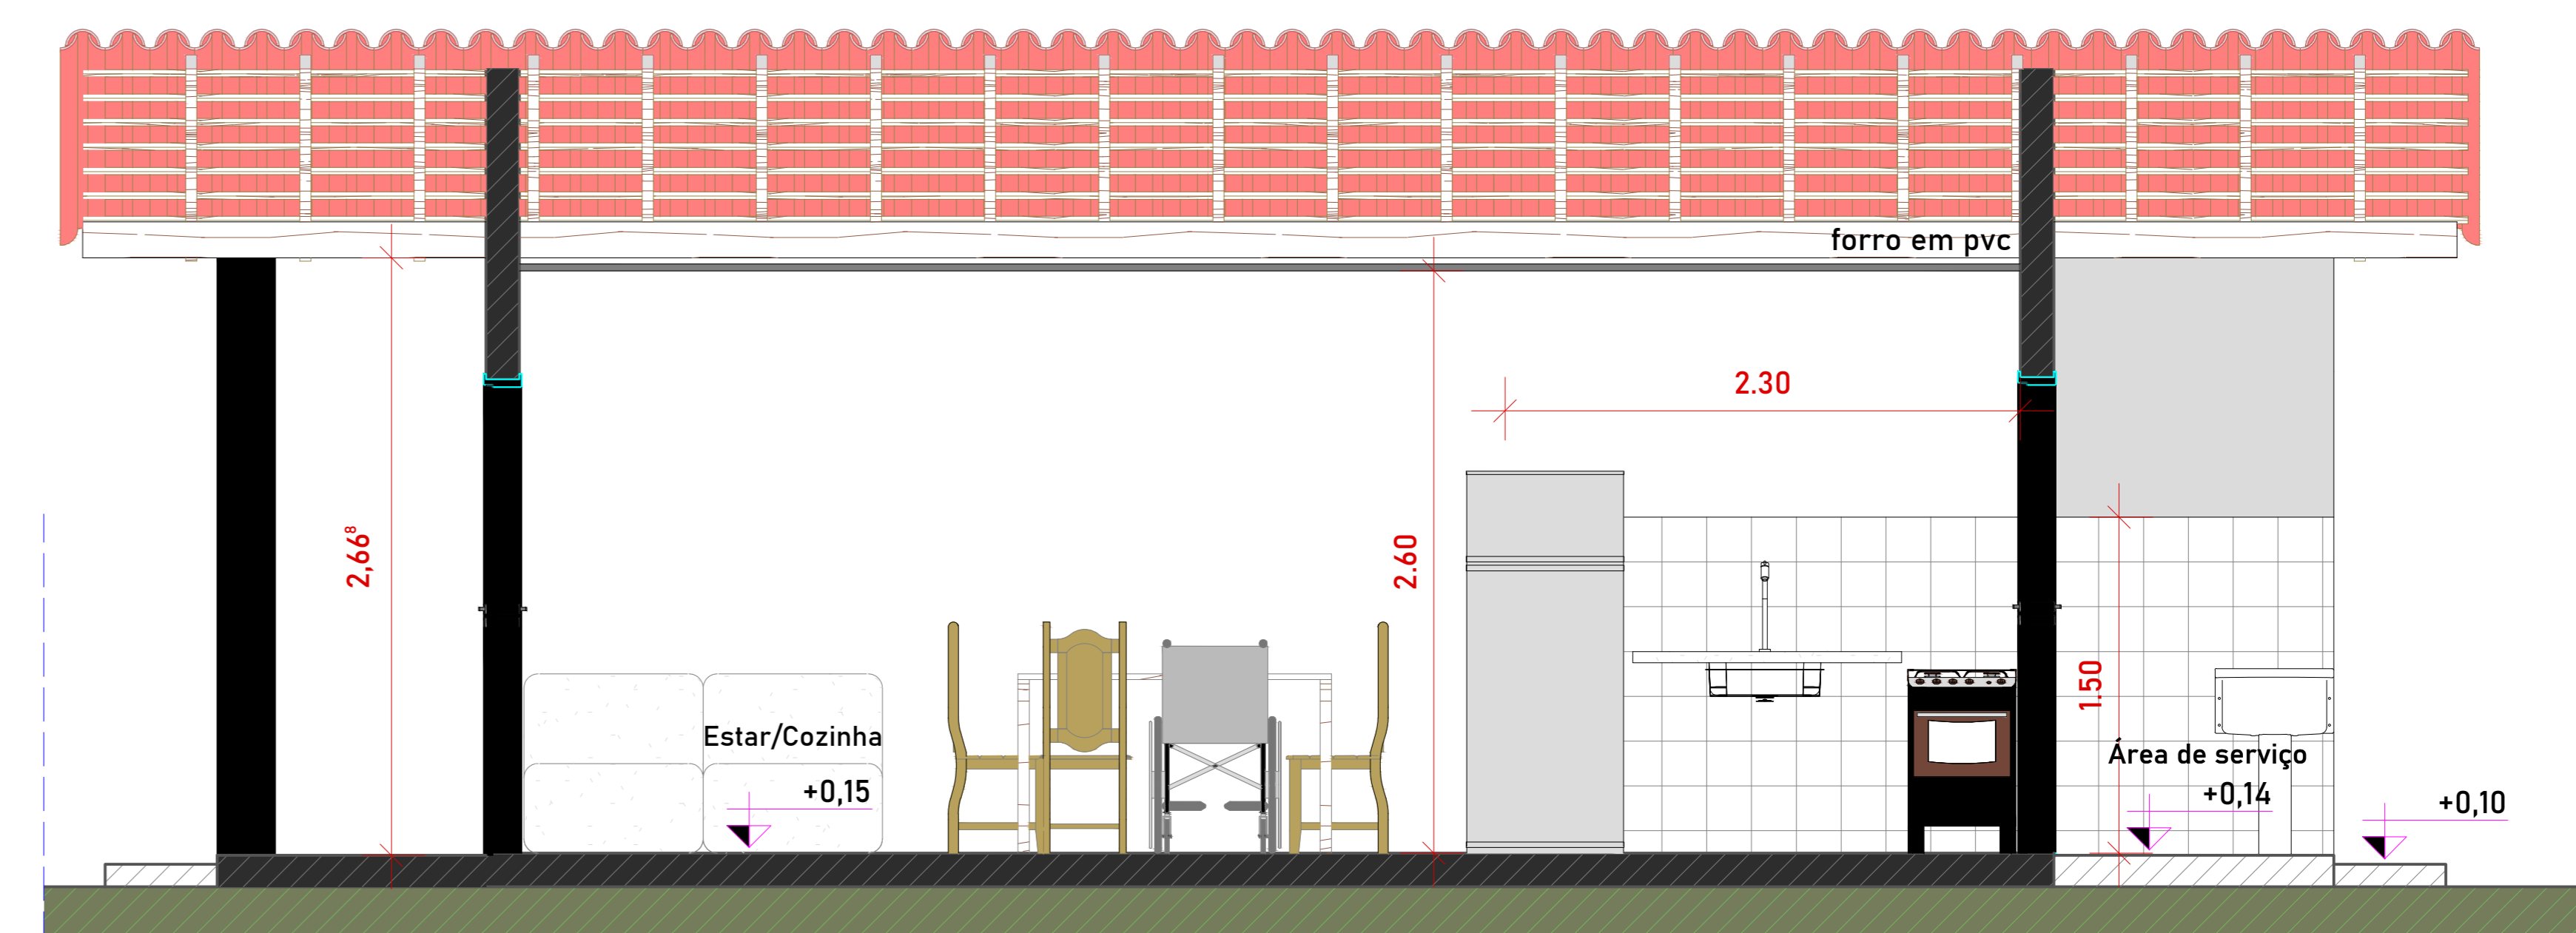 forro em pvc
2.30
2,66⁸
2.60
1.50
Estar/Cozinha
+0,15
Área de serviço
+0,14
+0,10